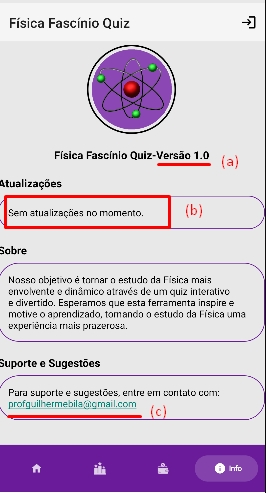 Física Fascínio Quiz
Física Fascínio Quiz-Versão 1.0
(a)
Atualizações
Sem atualizações no momento.
(b)
Sobre
Nosso objetivo é tornar o estudo da Física mais
envolvente e dinâmico através de um quiz interativo
e divertido. Esperamos que esta ferramenta inspire e
motive o aprendizado, tornando o estudo da Física uma
experiência mais prazerosa.
Suporte e Sugestões
Para suporte e sugestões, entre em contato com:
profguilhermebila@gmail.com
(c)
Info